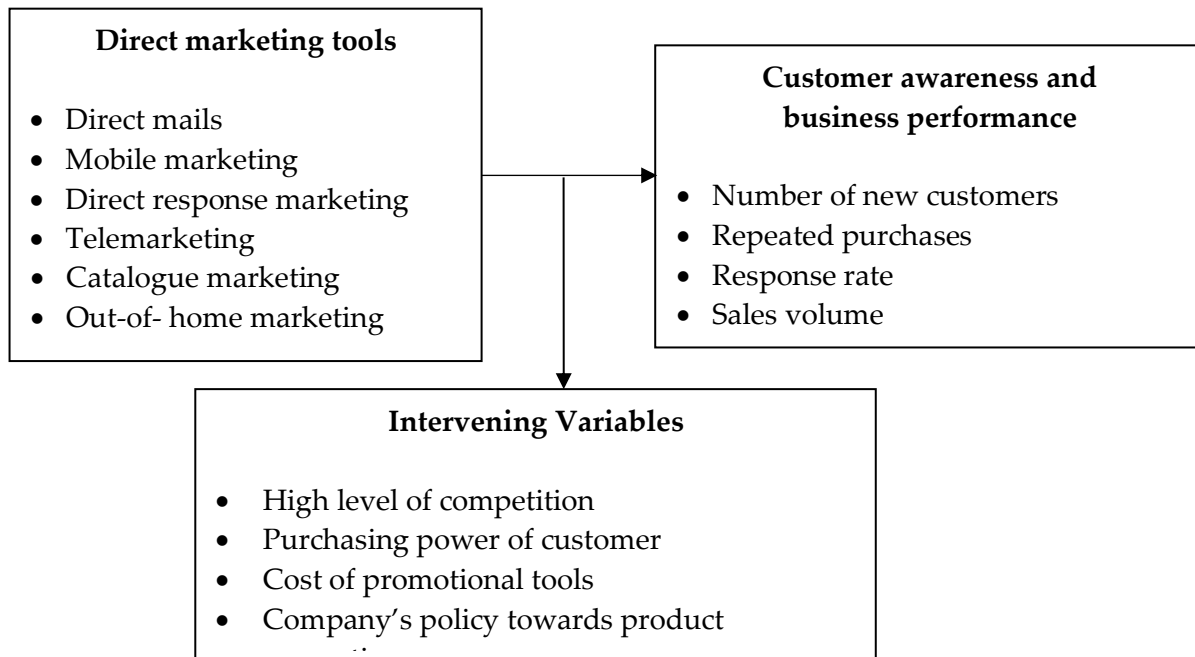 Direct marketing tools
• Direct mails
• Mobile marketing
• Direct response marketing
• Telemarketing
• Catalogue marketing
• Out-of- home marketing
Customer awareness and
business performance
• Number of new customers
• Repeated purchases
• Response rate
• Sales volume
Intervening Variables
• High level of competition
• Purchasing power of customer
• Cost of promotional tools
• Company’s policy towards product